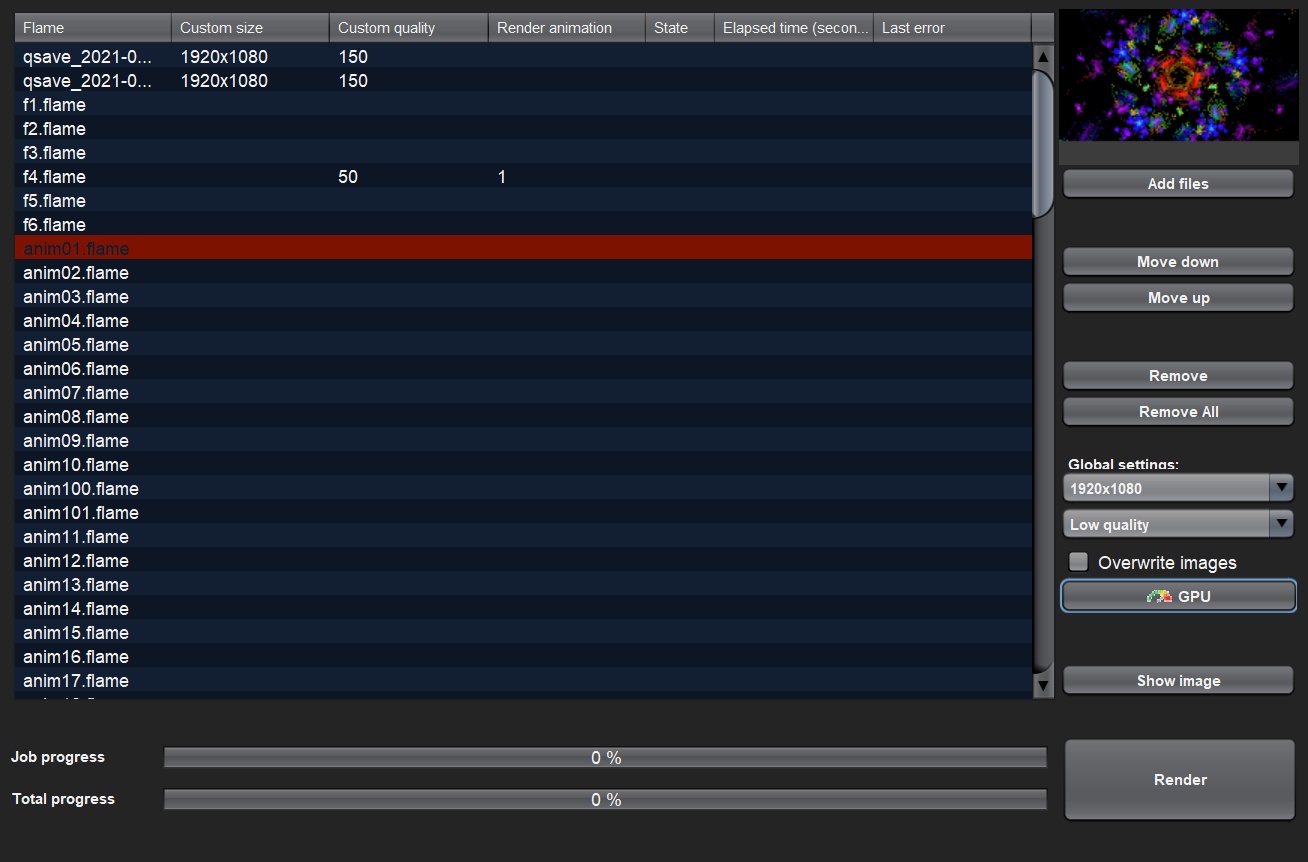 Flame Custom size Custom quality Render animation State Elapsed time (secon... Last error
qsave_2021-0... 1920x1080 150
qsave_2021-0... 1920x1080 150
f1.flame
f2.flame
f3.flame
f4.flame 50 1
f5.flame
f6.flame
anim01.flame
anim02.flame
anim03.flame
anim04.flame
anim05.flame
anim06.flame
anim07.flame
anim08.flame
anim09.flame
anim10.flame
anim100.flame
anim101.flame
anim11.flame
anim12.flame
anim13.flame
anim14.flame
anim15.flame
anim16.flame
anim17.flame
Add files
Move down
Move up
Remove
Remove All
Global settings:
1920x1080
Low quality
Overwrite images
GPU
Show image
Job progress 0 %
Total progress 0 %
Render